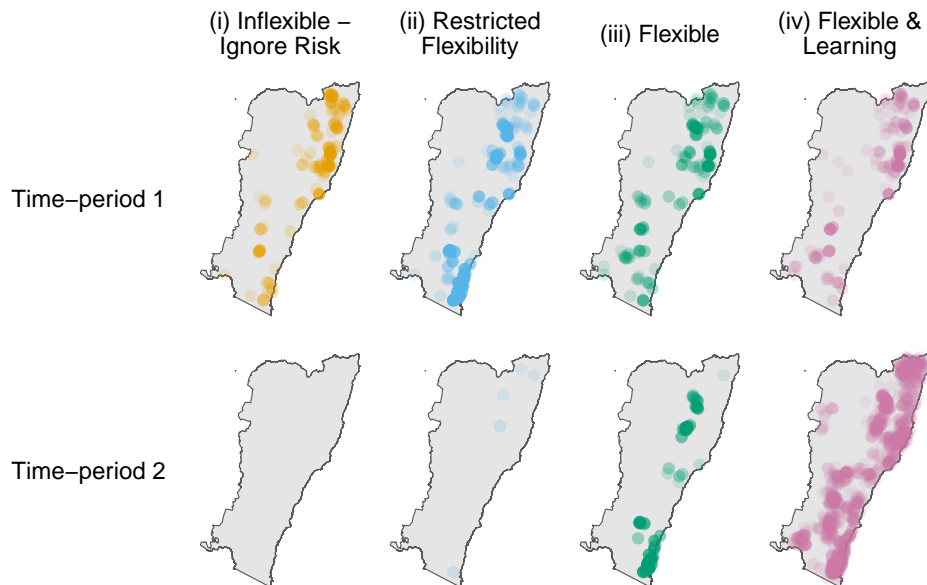 (i) Inflexible – Ignore Risk
(ii) Restricted Flexibility
(iii) Flexible
(iv) Flexible & Learning
Time–period 1
Time–period 2